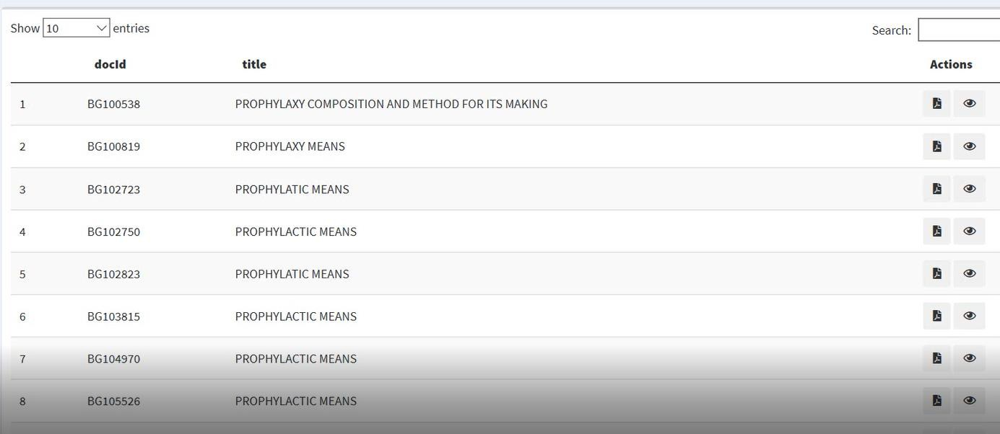 Show 10 entries
Search:
docId title Actions
1 BG100538 PROPHYLAXY COMPOSITION AND METHOD FOR ITS MAKING
2 BG100819 PROPHYLAXY MEANS
3 BG102723 PROPHYLATIC MEANS
4 BG102750 PROPHYLACTIC MEANS
5 BG102823 PROPHYLATIC MEANS
6 BG103815 PROPHYLACTIC MEANS
7 BG104970 PROPHYLACTIC MEANS
8 BG105526 PROPHYLACTIC MEANS